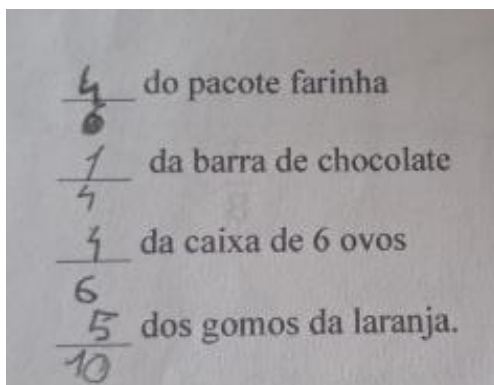 4/6 do pacote farinha
1/4 da barra de chocolate
4/6 da caixa de 6 ovos
5/10 dos gomos da laranja.